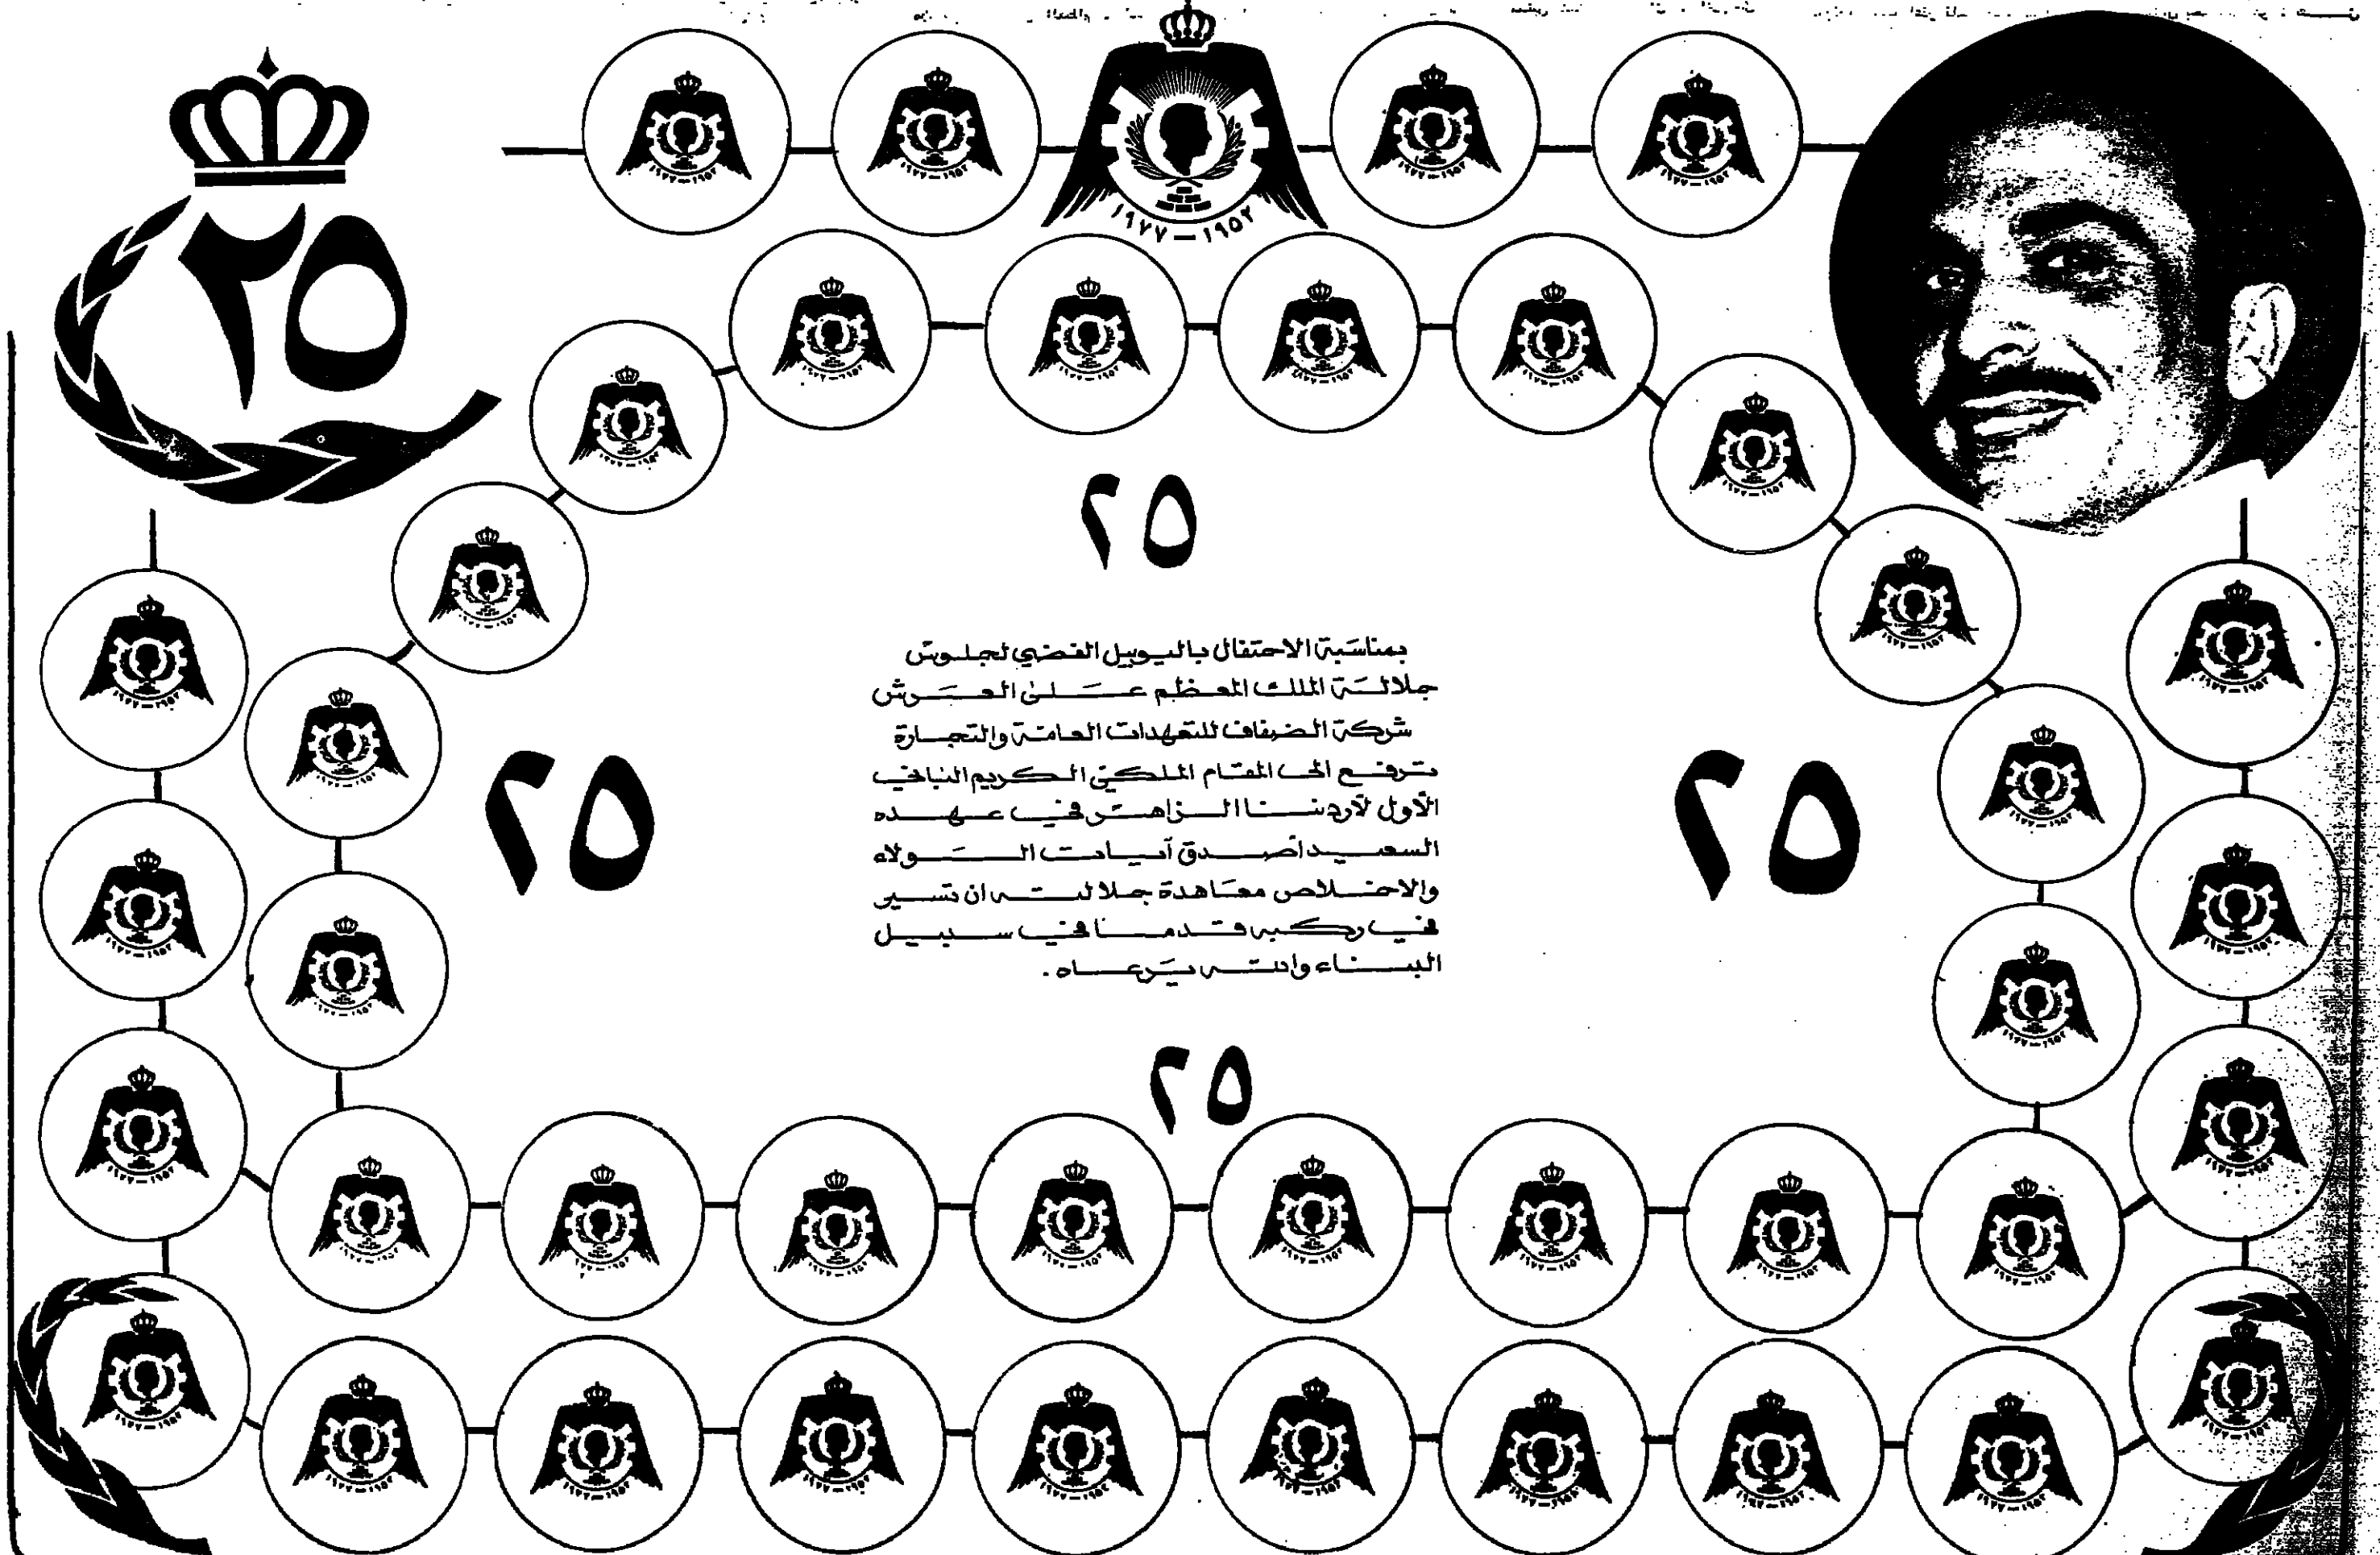 ١٩٥٢ — ١٩٧٧
٢٥
٢٥
بمناسبة الاحتفال باليوبيل الفضي لجلوس
جلالة الملك المعظم على العرش
شركة الضفاف للتعهدات العامة والتجارة
ترفع الى المقام الملكي الكريم الباني
الأول لأردننا الزاهر في عهده
السعيد أصدق آيات الولاء
والاخلاص معاهدة جلالته ان تسير
في ركبه قدما في سبيل
البناء والله يرعاه .
٢٥
٢٥
٢٥